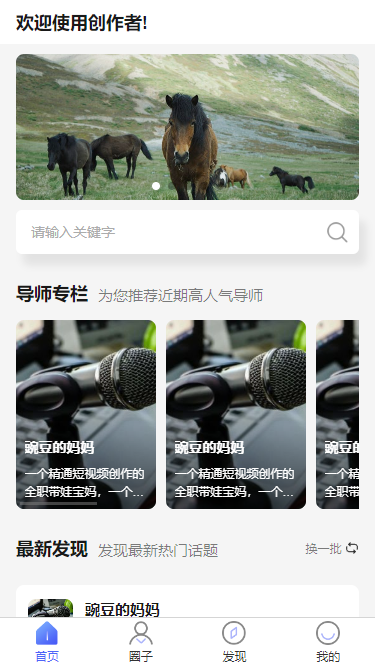 欢迎使用创作者!
请输入关键字
导师专栏 为您推荐近期高人气导师
豌豆的妈妈
一个精通短视频创作的
全职带娃宝妈，一个...
豌豆的妈妈
一个精通短视频创作的
全职带娃宝妈，一个...
豌豆
一个精
全职带
最新发现 发现最新热门话题 换一批
豌豆的妈妈
首页 圈子 发现 我的